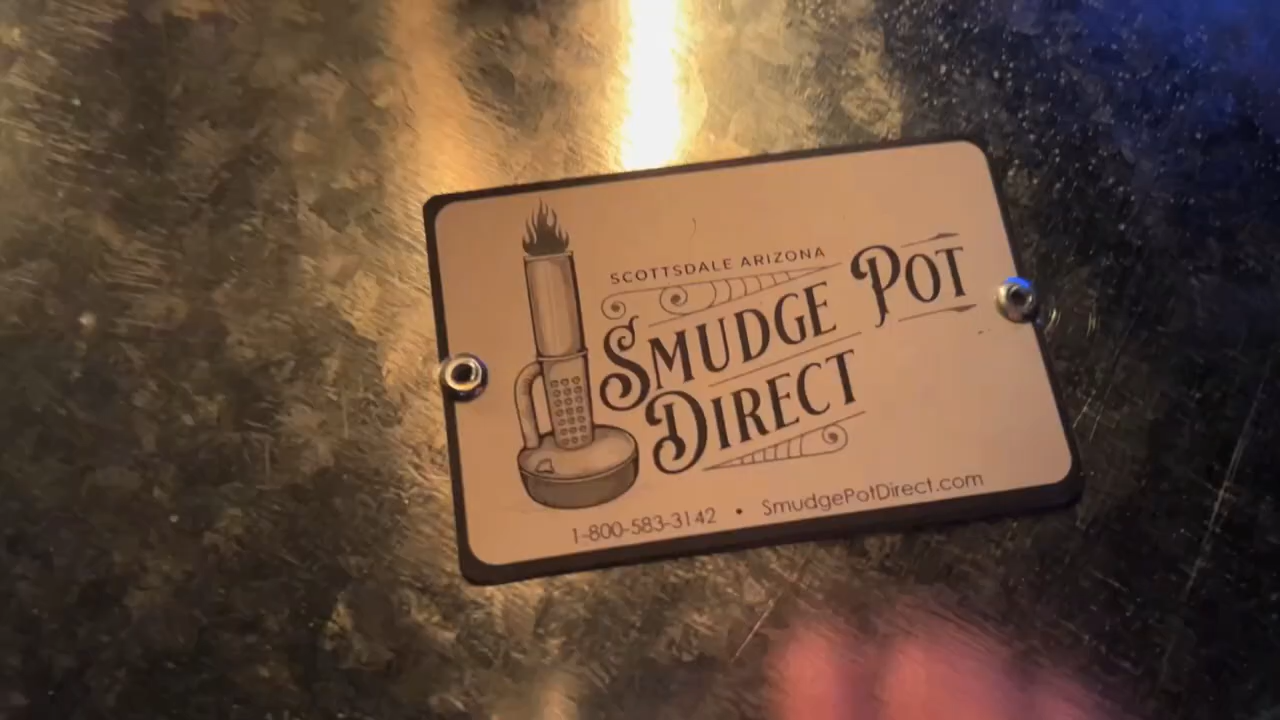 SCOTTSDALE ARIZONA
SMUDGE POT
DIRECT
1-800-583-3142 • SmudgePotDirect.com